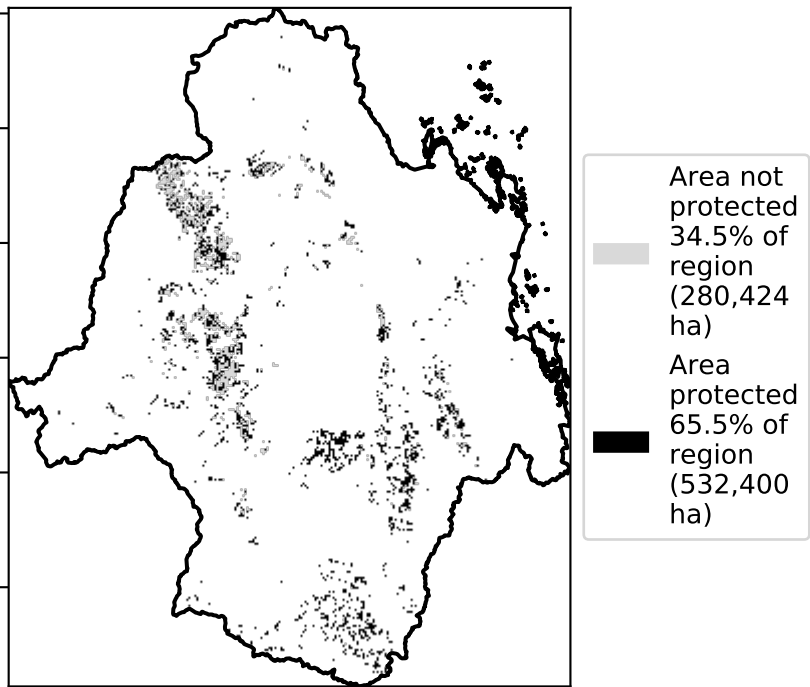 Area not
protected
34.5% of
region
(280,424
ha)
Area
protected
65.5% of
region
(532,400
ha)